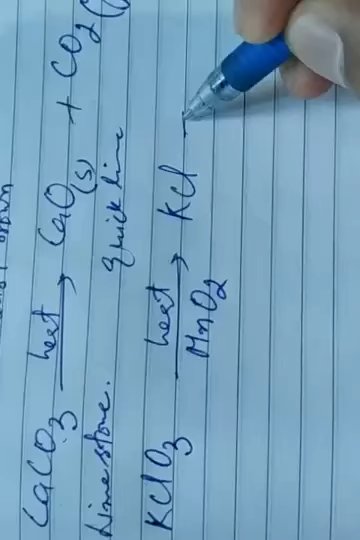 CaCO3 heat → CaO(s) + CO2(
Limestone. quick lime
KClO3 heat → KCl
MnO2